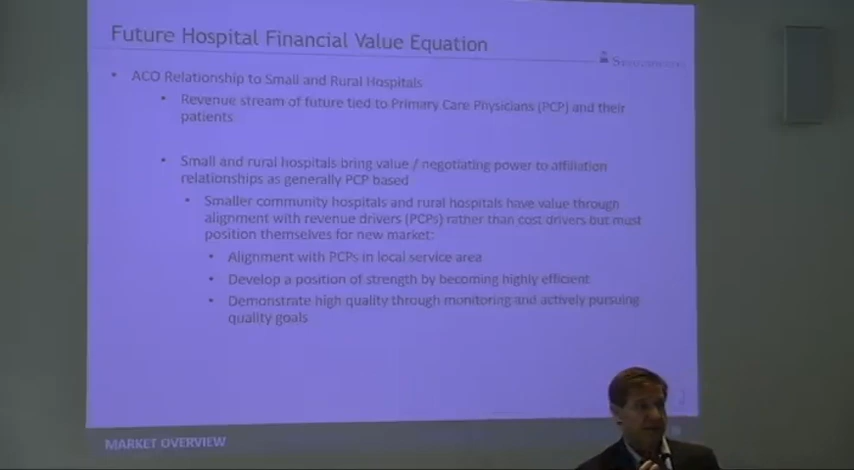 Future Hospital Financial Value Equation
• ACO Relationship to Small and Rural Hospitals
• Revenue stream of future tied to Primary Care Physicians (PCP) and their
patients
• Small and rural hospitals bring value / negotiating power to affiliation
relationships as generally PCP based
• Smaller community hospitals and rural hospitals have value through
alignment with revenue drivers (PCPs) rather than cost drivers but must
position themselves for new market:
• Alignment with PCPs in local service area
• Develop a position of strength by becoming highly efficient
• Demonstrate high quality through monitoring and actively pursuing
quality goals
MARKET OVERVIEW